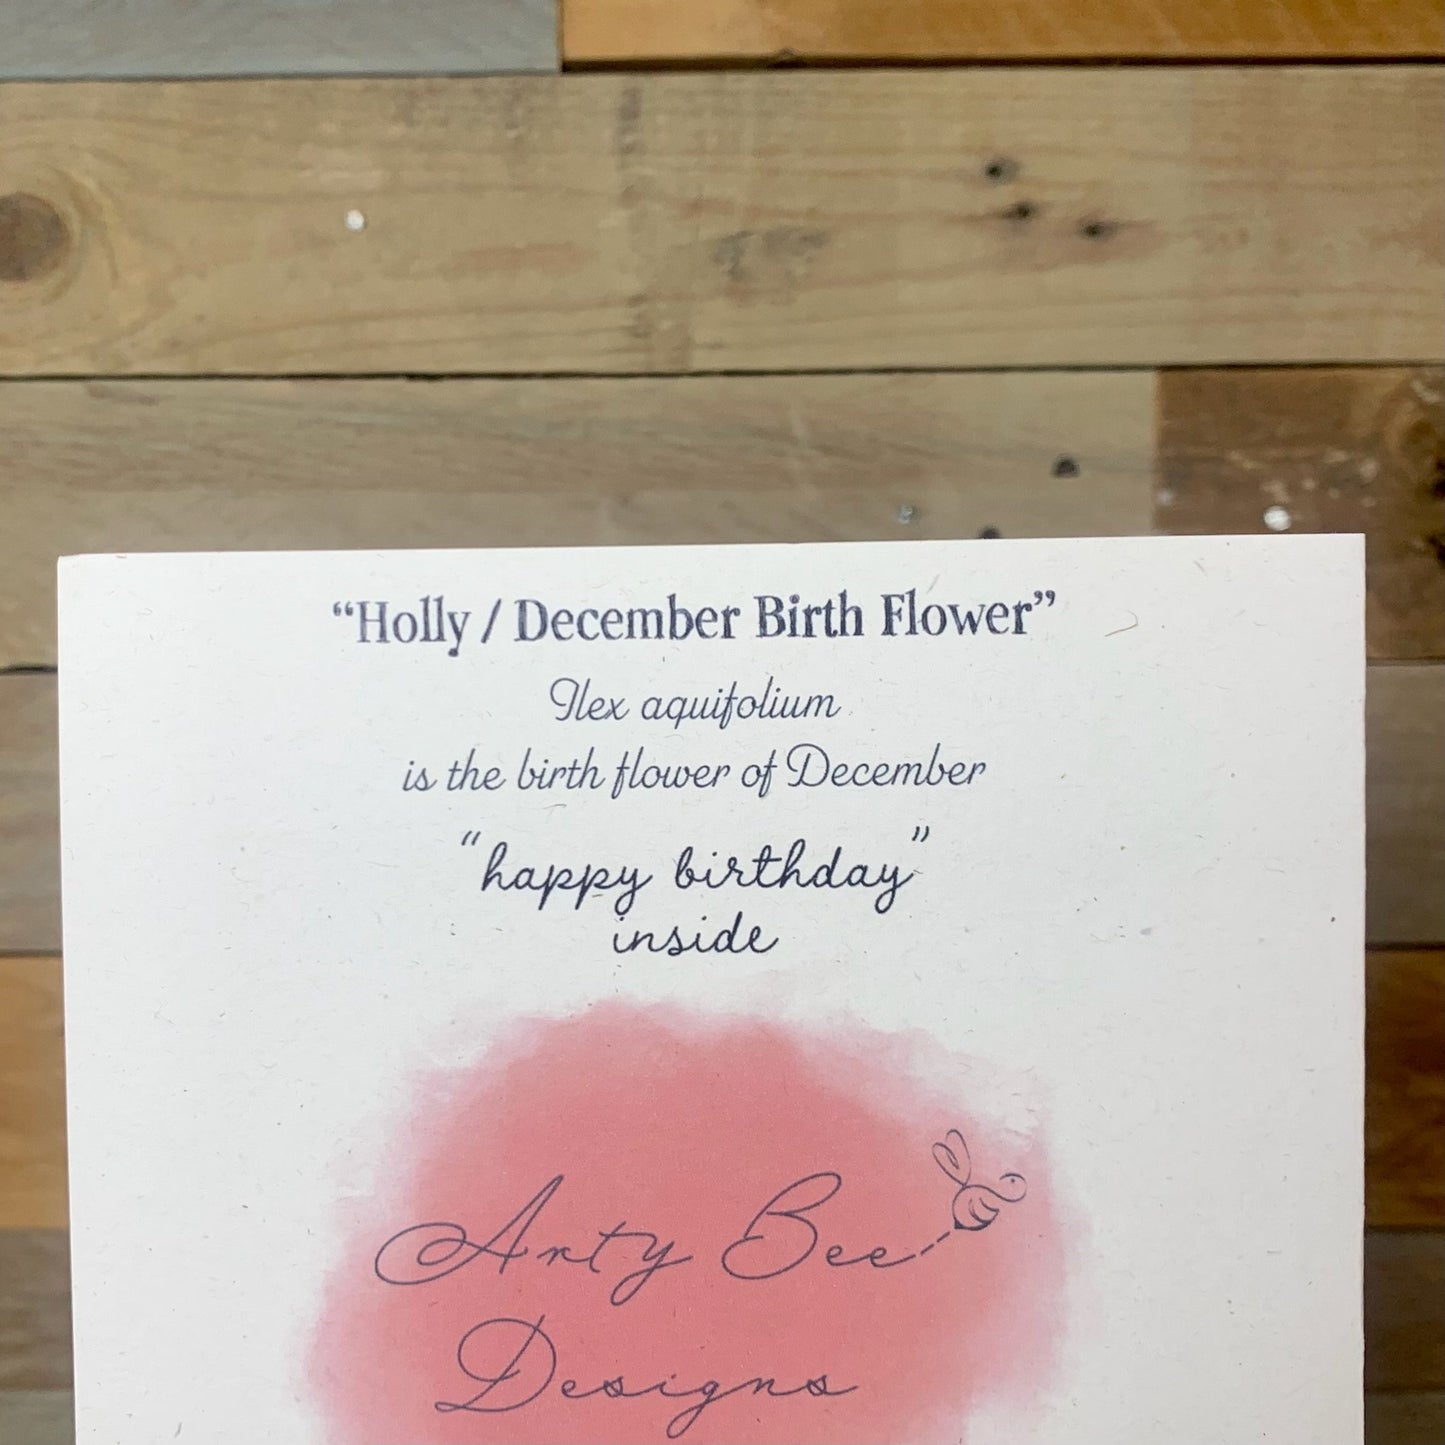 “Holly / December Birth Flower”
Ilex aquifolium
is the birth flower of December
“happy birthday”
inside
Arty Bee
Designs